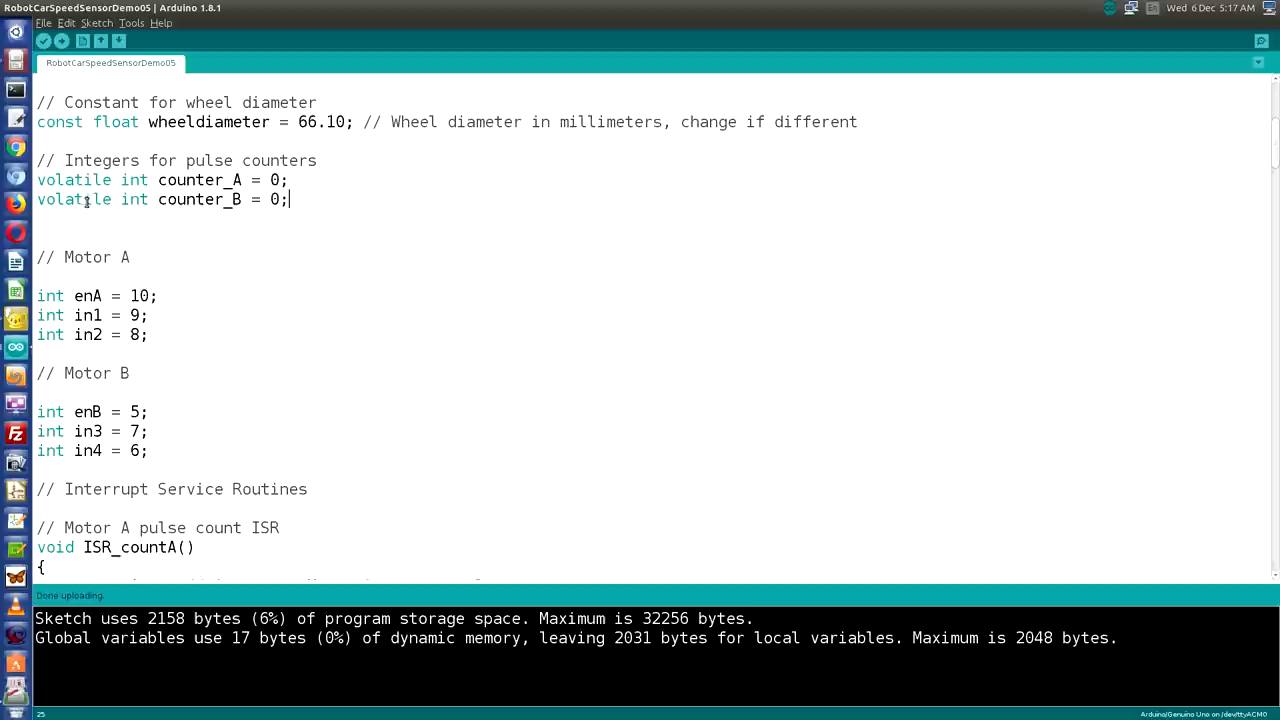 RobotCarSpeedSensorDemo05 | Arduino 1.8.1
En Wed 6 Dec, 5:17 AM
File Edit Sketch Tools Help
RobotCarSpeedSensorDemo05
// Constant for wheel diameter
const float wheeldiameter = 66.10; // Wheel diameter in millimeters, change if different
// Integers for pulse counters
volatile int counter_A = 0;
volatile int counter_B = 0;
// Motor A
int enA = 10;
int in1 = 9;
int in2 = 8;
// Motor B
int enB = 5;
int in3 = 7;
int in4 = 6;
// Interrupt Service Routines
// Motor A pulse count ISR
void ISR_countA()
{
Done uploading.
Sketch uses 2158 bytes (6%) of program storage space. Maximum is 32256 bytes.
Global variables use 17 bytes (0%) of dynamic memory, leaving 2031 bytes for local variables. Maximum is 2048 bytes.
25
Arduino/Genuino Uno on /dev/ttyACM0